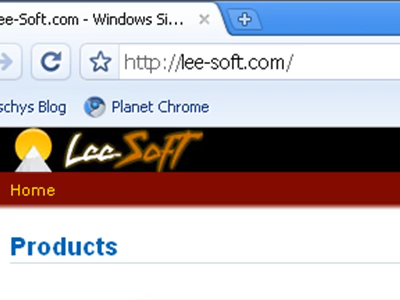 ee-Soft.com - Windows Si...
http://lee-soft.com/
schys Blog Planet Chrome
Lee-Soft
Home
Products